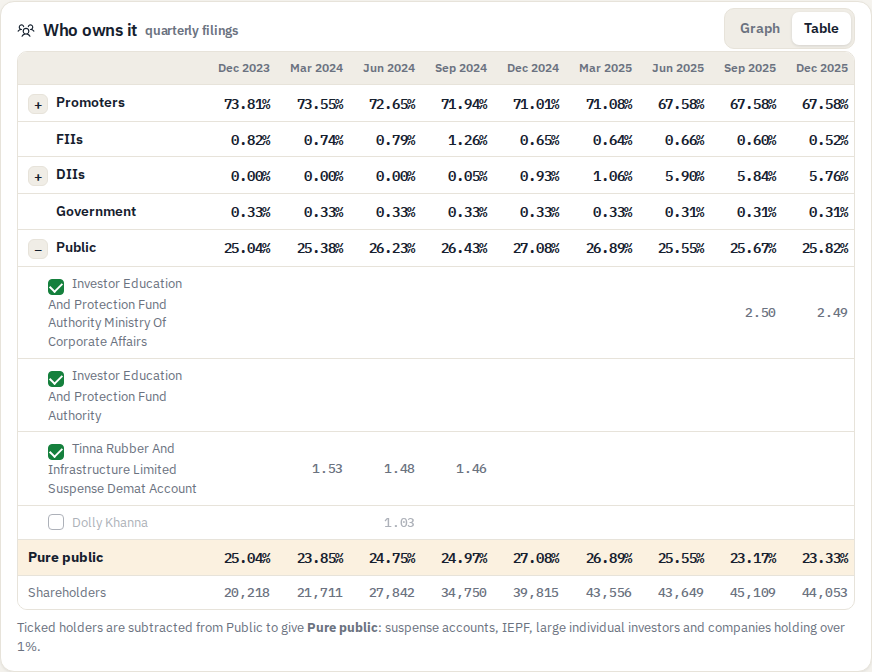 Who owns it quarterly filings Graph Table
Dec 2023 Mar 2024 Jun 2024 Sep 2024 Dec 2024 Mar 2025 Jun 2025 Sep 2025 Dec 2025
+ Promoters 73.81% 73.55% 72.65% 71.94% 71.01% 71.08% 67.58% 67.58% 67.58%
FIIs 0.82% 0.74% 0.79% 1.26% 0.65% 0.64% 0.66% 0.60% 0.52%
+ DIIs 0.00% 0.00% 0.00% 0.05% 0.93% 1.06% 5.90% 5.84% 5.76%
Government 0.33% 0.33% 0.33% 0.33% 0.33% 0.33% 0.31% 0.31% 0.31%
− Public 25.04% 25.38% 26.23% 26.43% 27.08% 26.89% 25.55% 25.67% 25.82%
Investor Education
And Protection Fund
Authority Ministry Of
Corporate Affairs
2.50 2.49
Investor Education
And Protection Fund
Authority
Tinna Rubber And
Infrastructure Limited
Suspense Demat Account
1.53 1.48 1.46
Dolly Khanna 1.03
Pure public 25.04% 23.85% 24.75% 24.97% 27.08% 26.89% 25.55% 23.17% 23.33%
Shareholders 20,218 21,711 27,842 34,750 39,815 43,556 43,649 45,109 44,053
Ticked holders are subtracted from Public to give Pure public: suspense accounts, IEPF, large individual investors and companies holding over
1%.